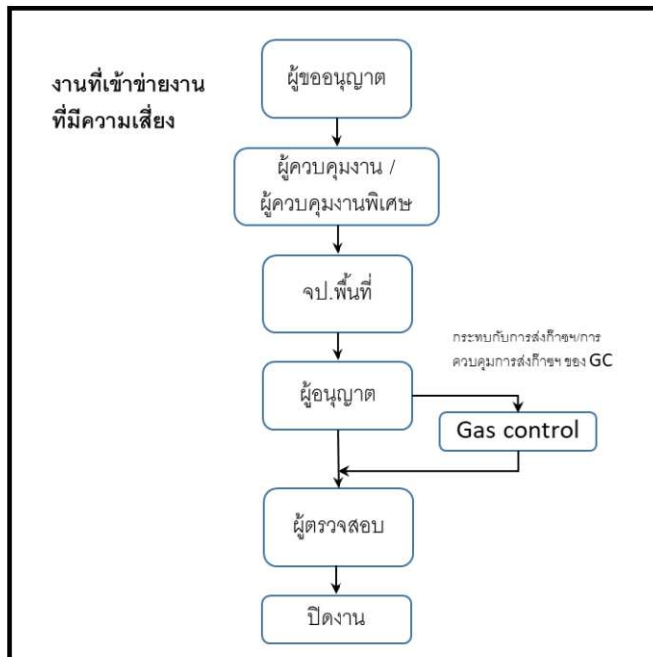 งานที่เข้าข่ายงาน
ที่มีความเสี่ยง
ผู้ขออนุญาต
ผู้ควบคุมงาน /
ผู้ควบคุมงานพิเศษ
จป.พื้นที่
กระทบกับการส่งก๊าซฯ/การ
ควบคุมการส่งก๊าซฯ ของ GC
ผู้อนุญาต
Gas control
ผู้ตรวจสอบ
ปิดงาน